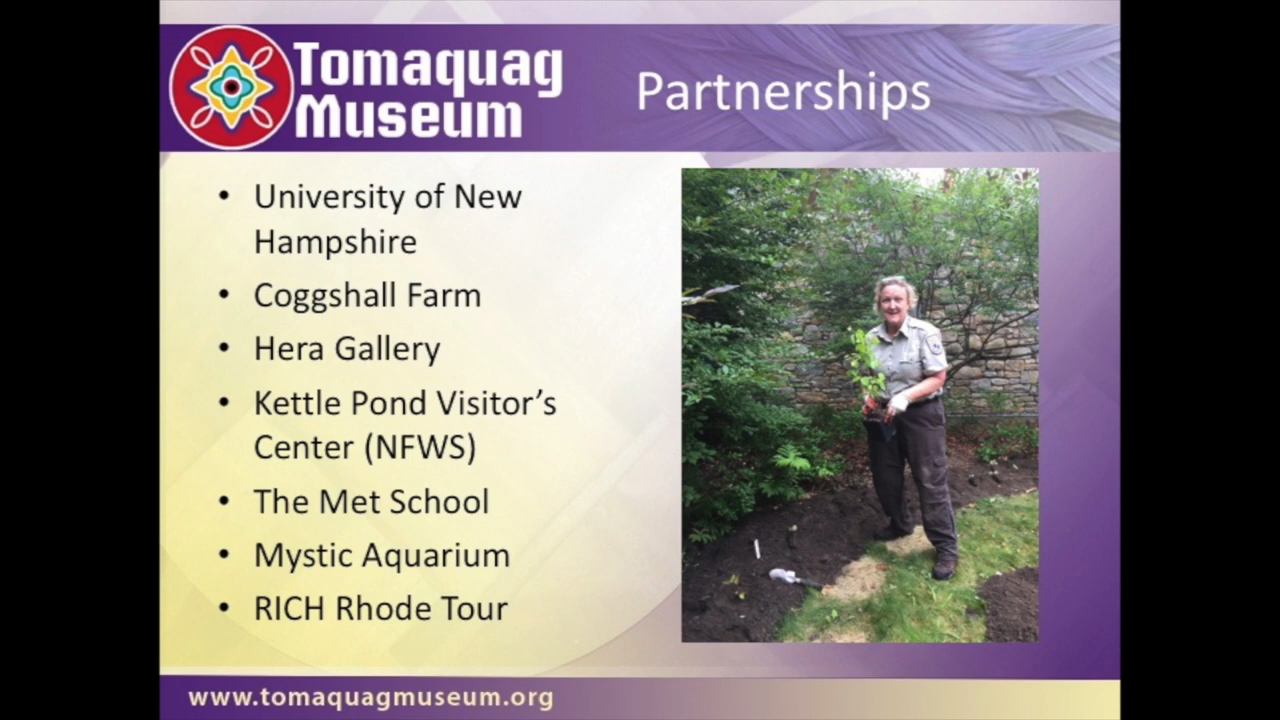 Tomaquag
Museum
Partnerships
• University of New
Hampshire
• Coggshall Farm
• Hera Gallery
• Kettle Pond Visitor’s
Center (NFWS)
• The Met School
• Mystic Aquarium
• RICH Rhode Tour
www.tomaquagmuseum.org